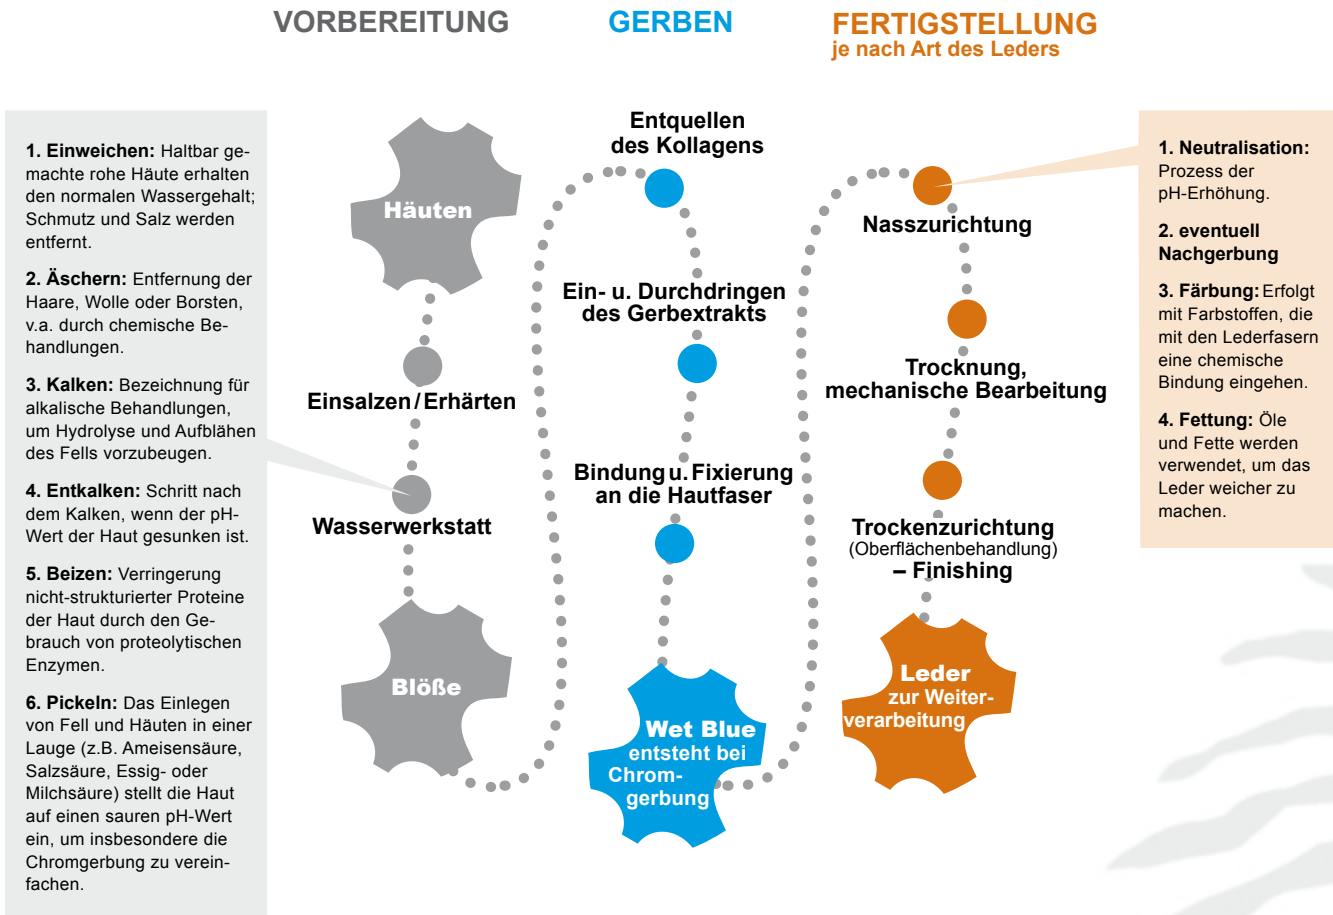 VORBEREITUNG
GERBEN
FERTIGSTELLUNG
je nach Art des Leders
1. Einweichen: Haltbar ge-
machte rohe Häute erhalten
den normalen Wassergehalt;
Schmutz und Salz werden
entfernt.
2. Äschern: Entfernung der
Haare, Wolle oder Borsten,
v.a. durch chemische Be-
handlungen.
3. Kalken: Bezeichnung für
alkalische Behandlungen,
um Hydrolyse und Aufblähen
des Fells vorzubeugen.
4. Entkalken: Schritt nach
dem Kalken, wenn der pH-
Wert der Haut gesunken ist.
5. Beizen: Verringerung
nicht-strukturierter Proteine
der Haut durch den Ge-
brauch von proteolytischen
Enzymen.
6. Pickeln: Das Einlegen
von Fell und Häuten in einer
Lauge (z.B. Ameisensäure,
Salzsäure, Essig- oder
Milchsäure) stellt die Haut
auf einen sauren pH-Wert
ein, um insbesondere die
Chromgerbung zu verein-
fachen.
Häuten
Einsalzen/Erhärten
Wasserwerkstatt
Blöße
Entquellen
des Kollagens
Ein- u. Durchdringen
des Gerbextrakts
Bindung u. Fixierung
an die Hautfaser
Wet Blue
entsteht bei
Chrom-
gerbung
Nasszurichtung
Trocknung,
mechanische Bearbeitung
Trockenzurichtung
(Oberflächenbehandlung)
– Finishing
Leder
zur Weiter-
verarbeitung
1. Neutralisation:
Prozess der
pH-Erhöhung.
2. eventuell
Nachgerbung
3. Färbung: Erfolgt
mit Farbstoffen, die
mit den Lederfasern
eine chemische
Bindung eingehen.
4. Fettung: Öle
und Fette werden
verwendet, um das
Leder weicher zu
machen.